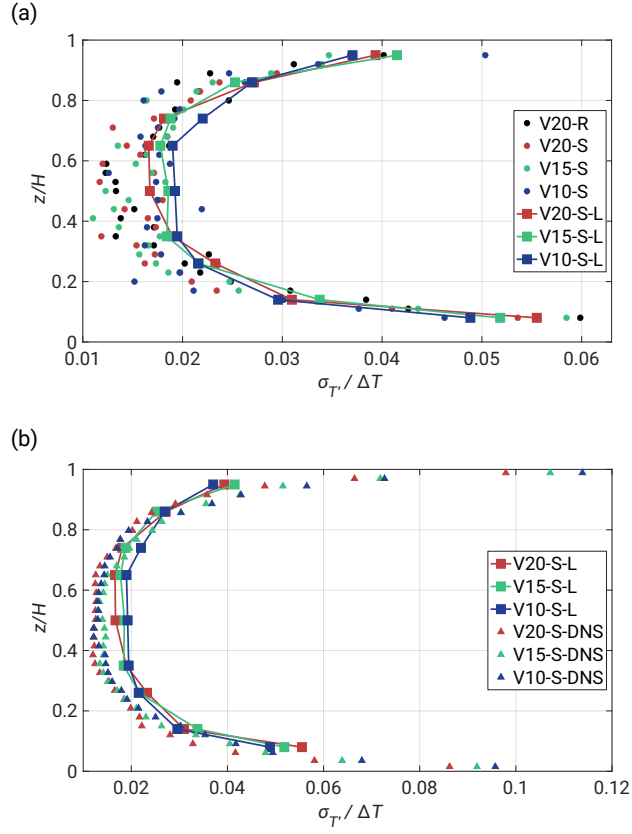 (a)
1
0.8
0.6
0.4
0.2
0
z/H
V20-R
V20-S
V15-S
V10-S
V20-S-L
V15-S-L
V10-S-L
0.01 0.02 0.03 0.04 0.05 0.06
σT' / ΔT
(b)
1
0.8
0.6
0.4
0.2
0
z/H
V20-S-L
V15-S-L
V10-S-L
V20-S-DNS
V15-S-DNS
V10-S-DNS
0.02 0.04 0.06 0.08 0.1 0.12
σT' / ΔT